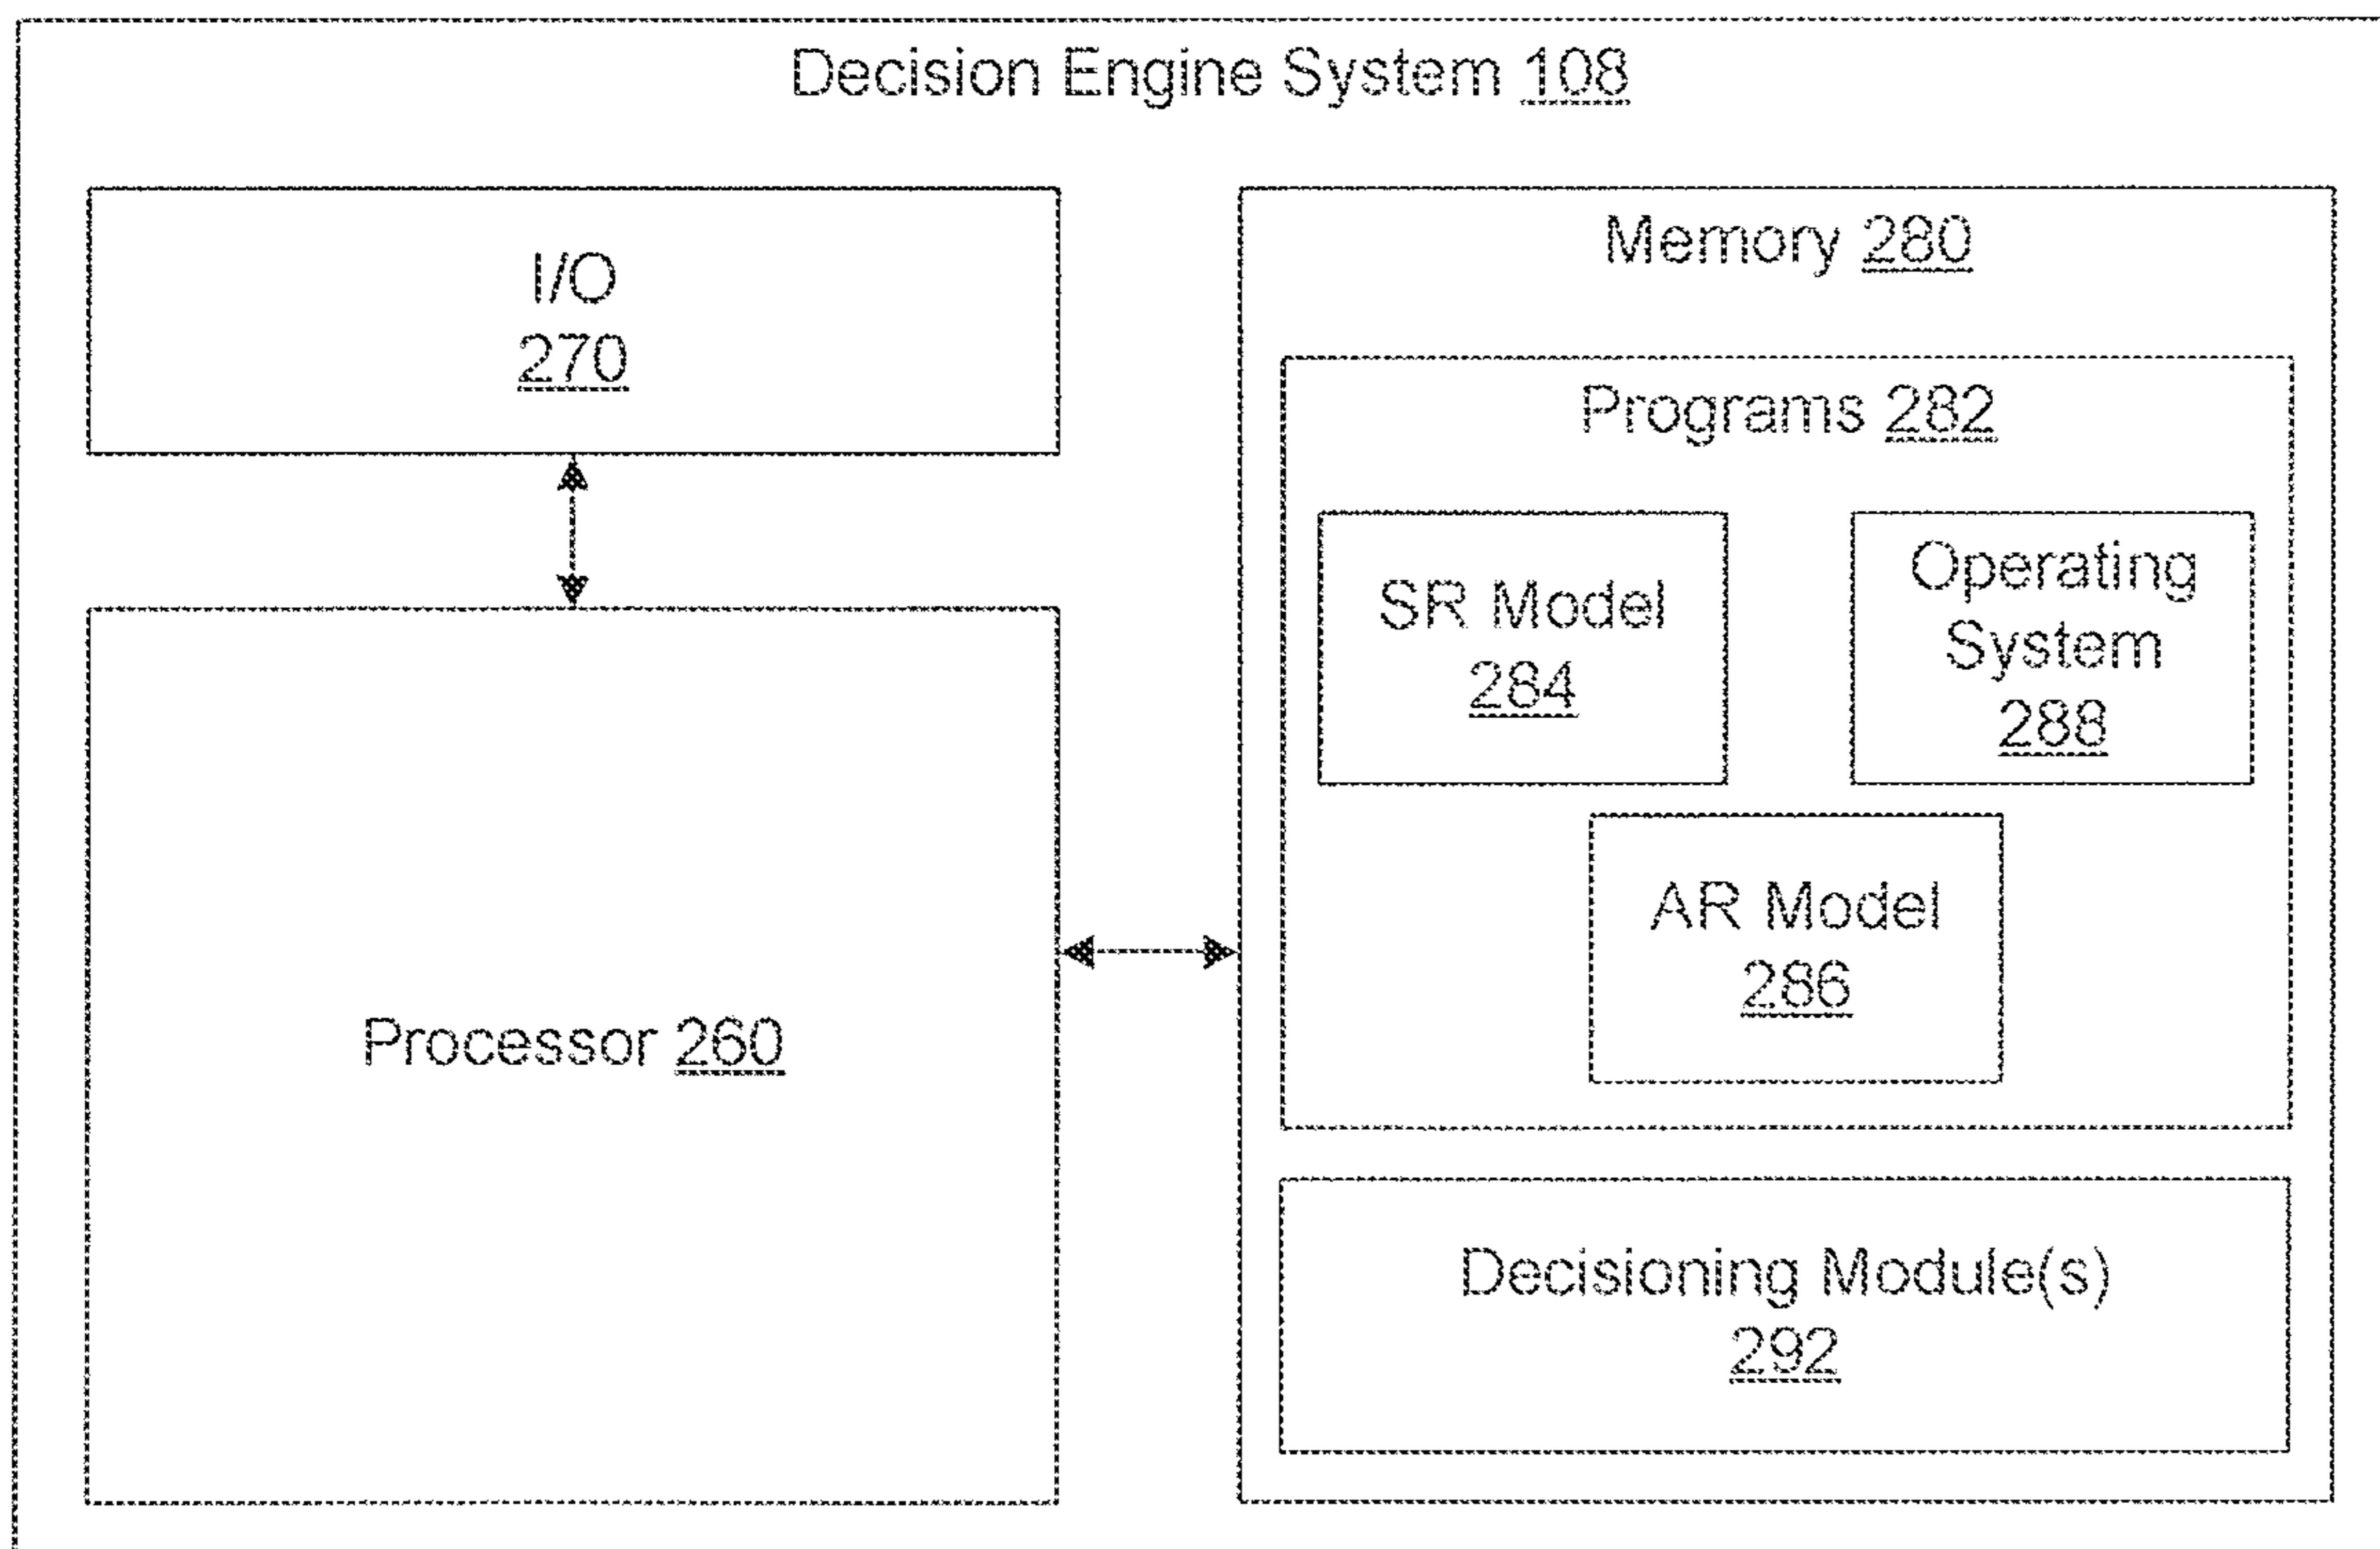 Decision Engine System 108
I/O
270
Processor 260
Memory 280
Programs 282
SR Model
284
Operating
System
288
AR Model
286
Decisioning Module(s)
292